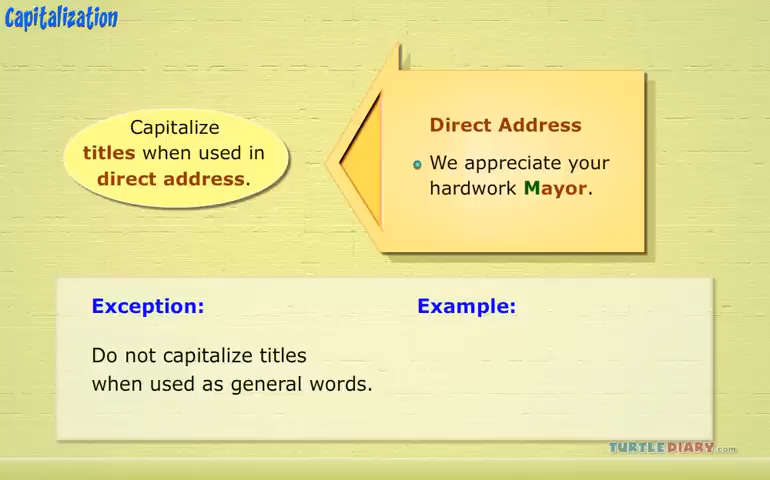 Capitalization
Capitalize
titles when used in
direct address.
Direct Address
We appreciate your
hardwork Mayor.
Exception:
Example:
Do not capitalize titles
when used as general words.
TURTLEDIARY.com